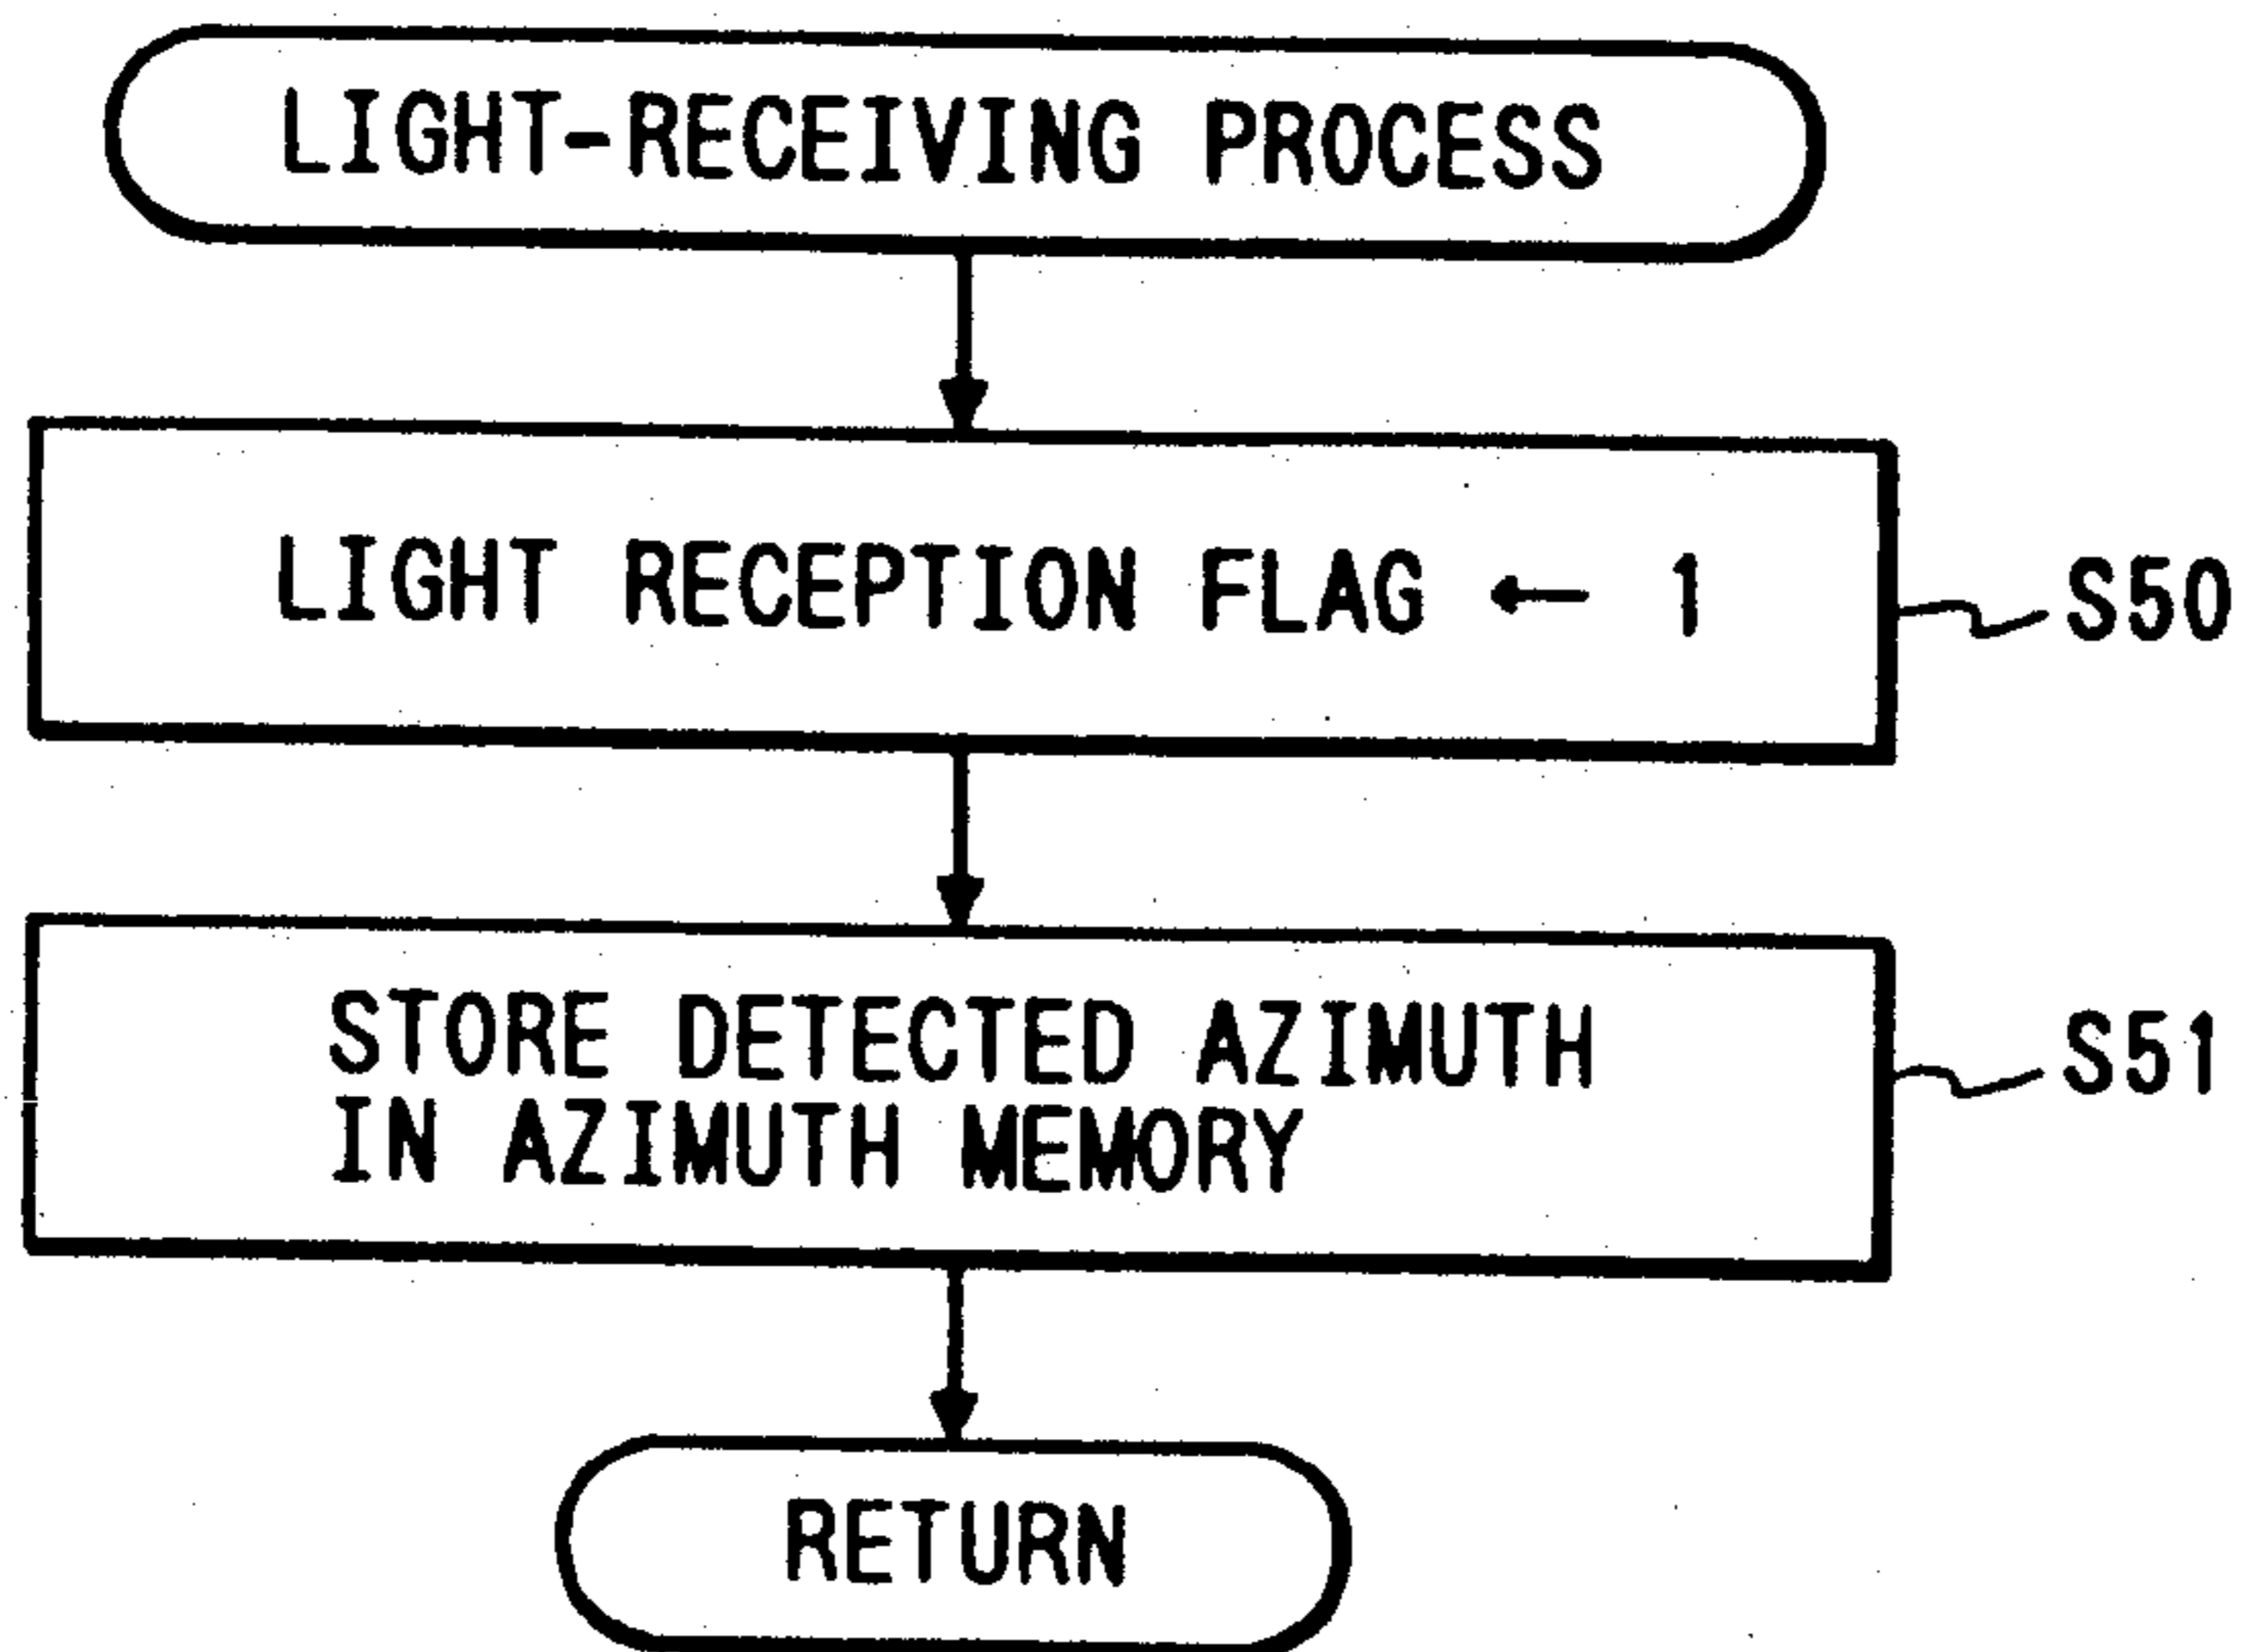 LIGHT-RECEIVING PROCESS
LIGHT RECEPTION FLAG ← 1
S50
STORE DETECTED AZIMUTH
IN AZIMUTH MEMORY
S51
RETURN